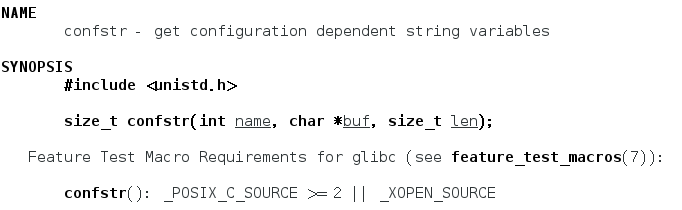 NAME
confstr - get configuration dependent string variables
SYNOPSIS
#include <unistd.h>
size_t confstr(int name, char *buf, size_t len);
Feature Test Macro Requirements for glibc (see feature_test_macros(7)):
confstr(): _POSIX_C_SOURCE >= 2 || _XOPEN_SOURCE